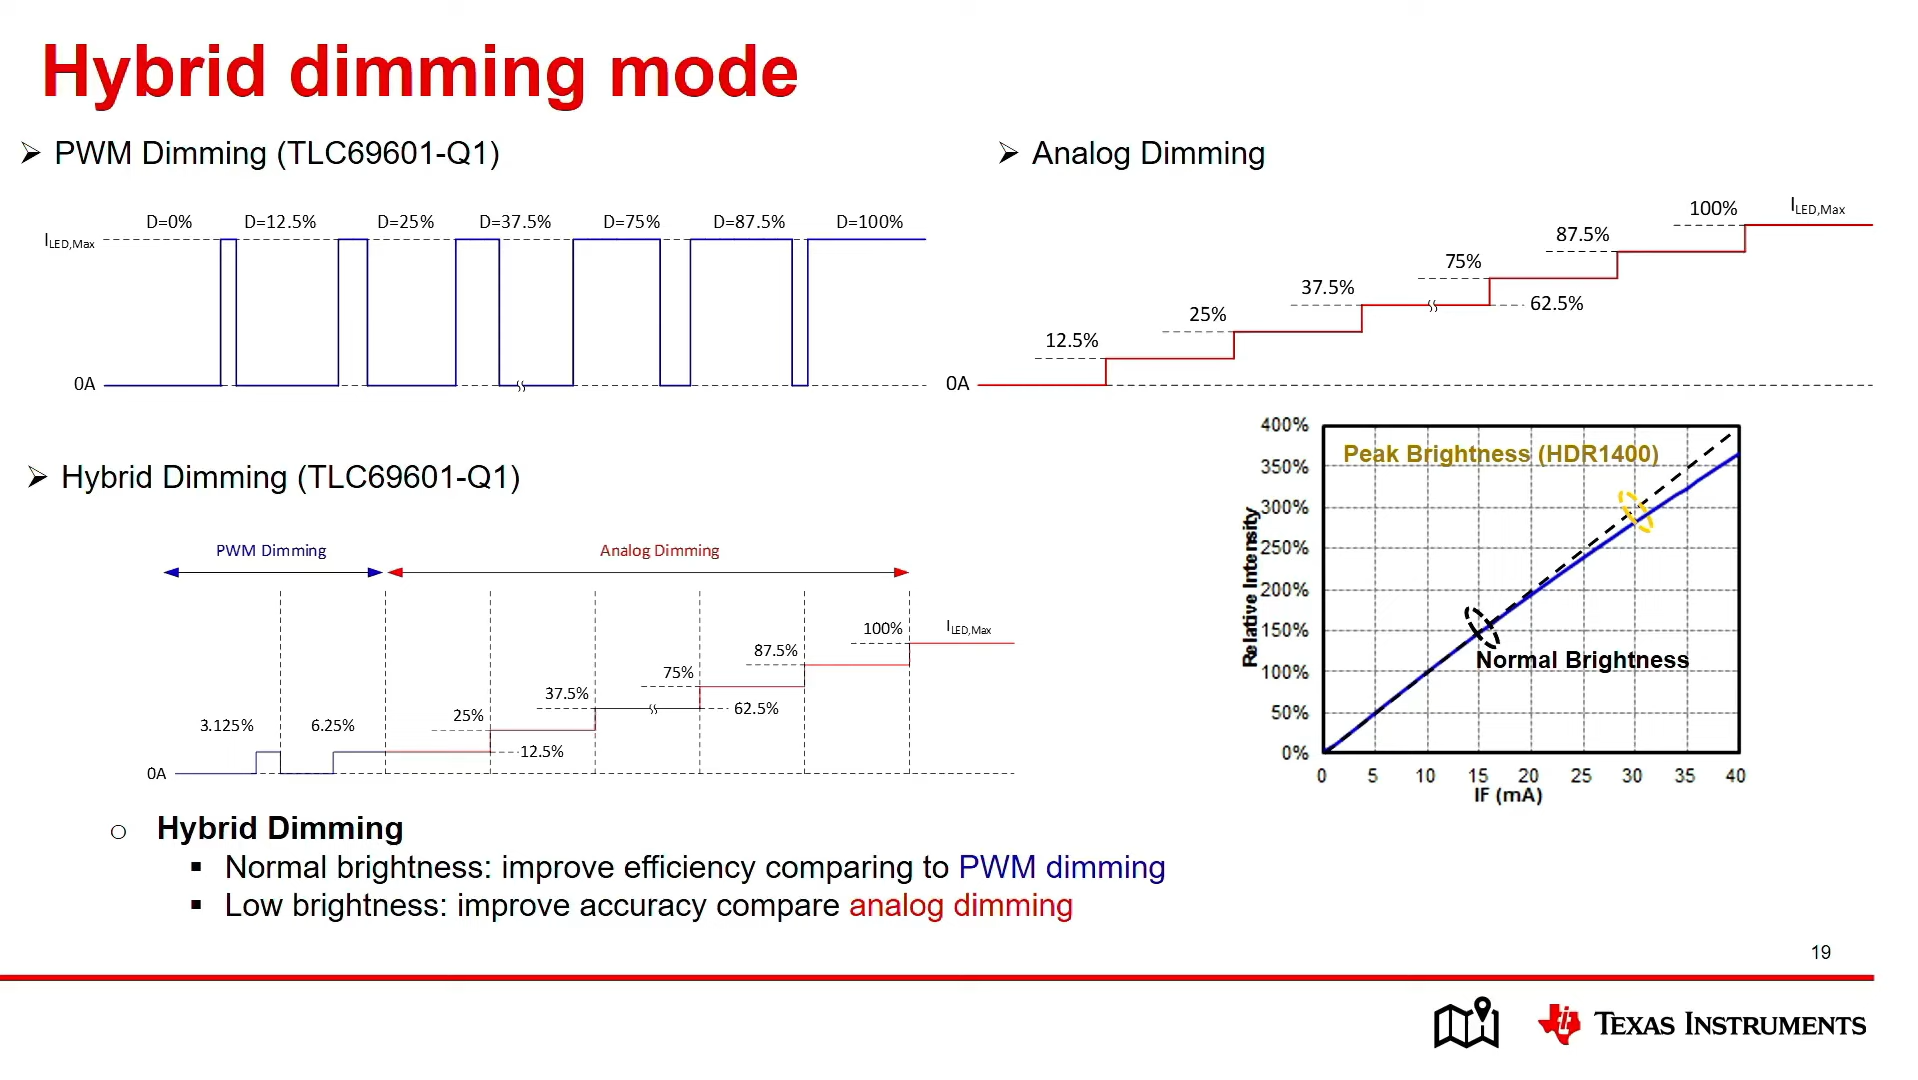 Hybrid dimming mode
➢ PWM Dimming (TLC69601-Q1)
D=0% D=12.5% D=25% D=37.5% D=75% D=87.5% D=100%
ILED,Max
0A
➢ Analog Dimming
100% ILED,Max
87.5%
75%
37.5% 62.5%
25%
12.5%
0A
➢ Hybrid Dimming (TLC69601-Q1)
PWM Dimming Analog Dimming
100% ILED,Max
87.5%
75%
37.5% 62.5%
25%
3.125% 6.25% 12.5%
0A
Peak Brightness (HDR1400)
Normal Brightness
Relative Intensity
400%
350%
300%
250%
200%
150%
100%
50%
0%
0 5 10 15 20 25 30 35 40
IF (mA)
o Hybrid Dimming
▪ Normal brightness: improve efficiency comparing to PWM dimming
▪ Low brightness: improve accuracy compare analog dimming
19
TEXAS INSTRUMENTS